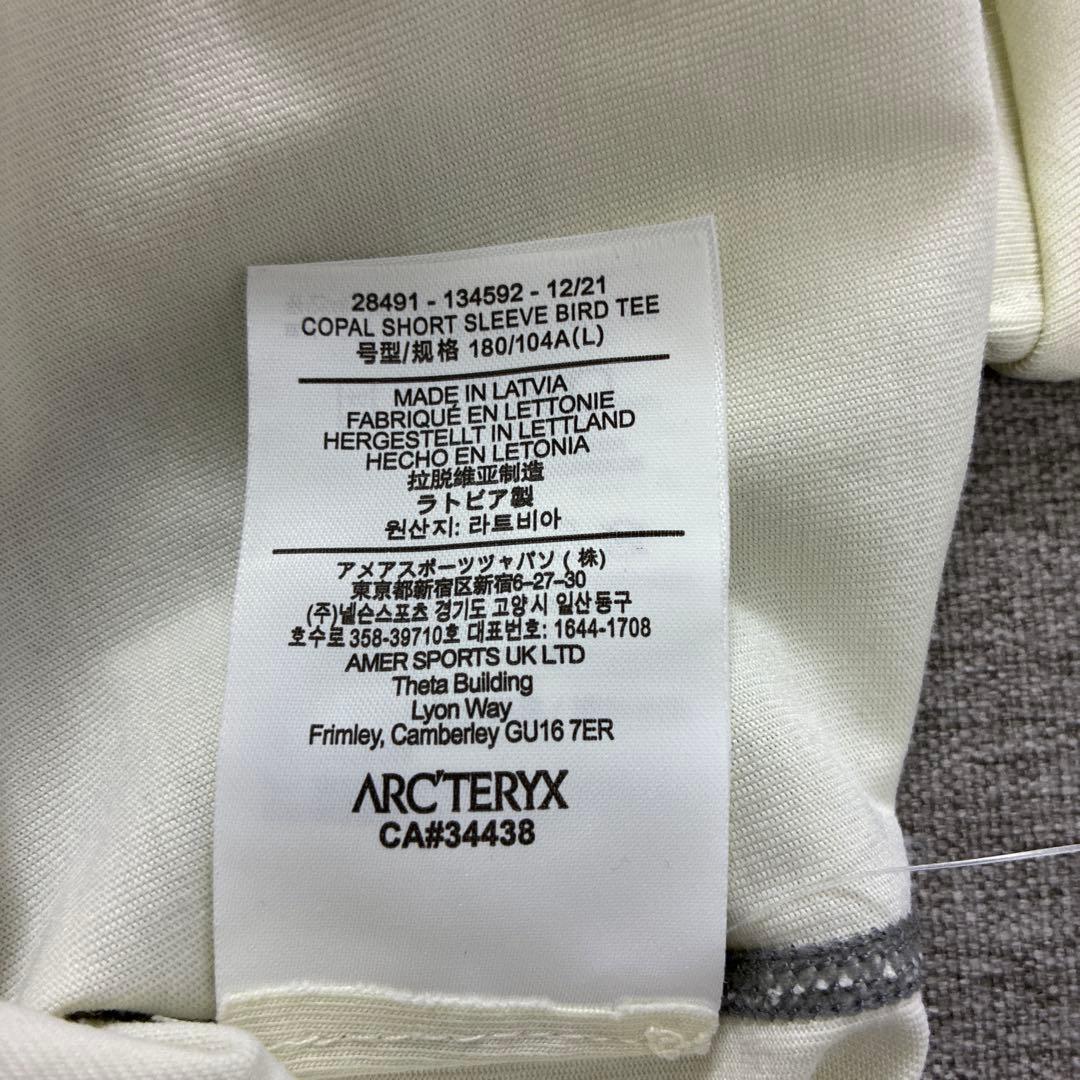 28491 - 134592 - 12/21
COPAL SHORT SLEEVE BIRD TEE
号型/规格 180/104A(L)
MADE IN LATVIA
FABRIQUÉ EN LETTONIE
HERGESTELLT IN LETTLAND
HECHO EN LETONIA
拉脱维亚制造
ラトビア製
원산지: 라트비아
アメアスポーツヅャパソ (株)
東京都新宿区新宿6–27–30
(주)넬슨스포츠 경기도 고양시 일산동구
호수로 358-39710호 대표번호: 1644-1708
AMER SPORTS UK LTD
Theta Building
Lyon Way
Frimley, Camberley GU16 7ER
ARC'TERYX
CA#34438